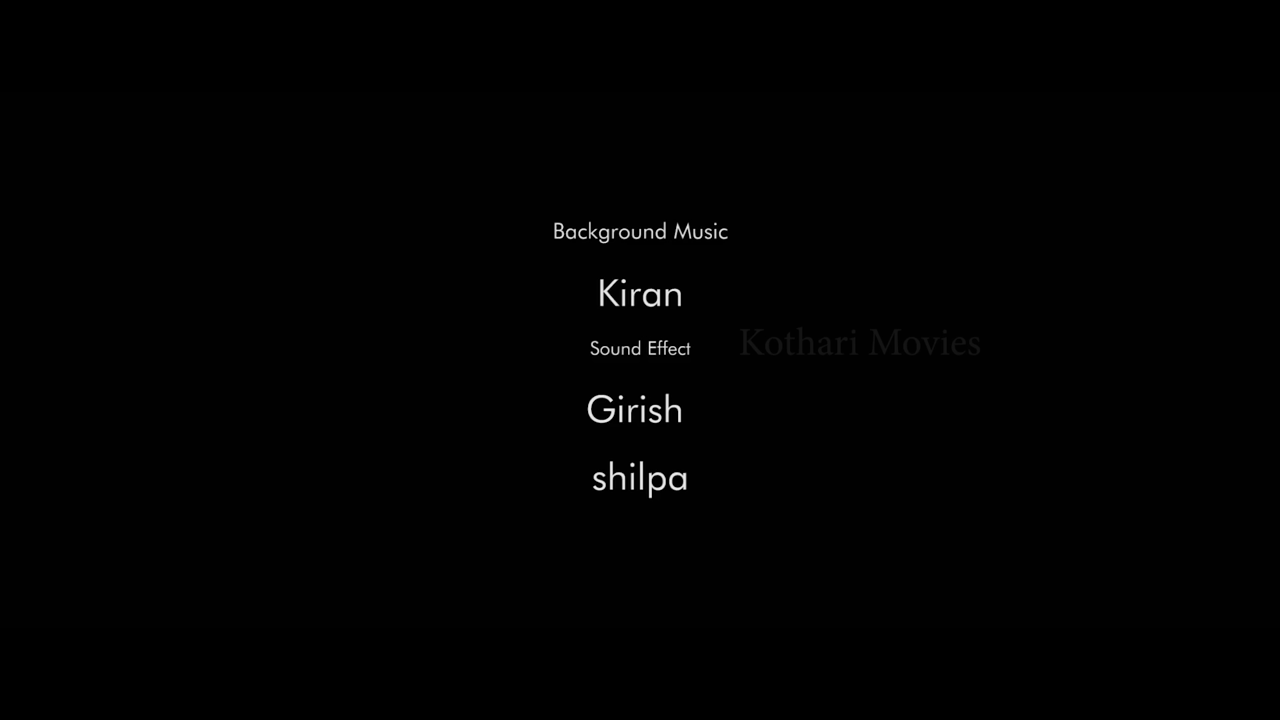 Background Music
Kiran
Sound Effect
Kothari Movies
Girish
shilpa